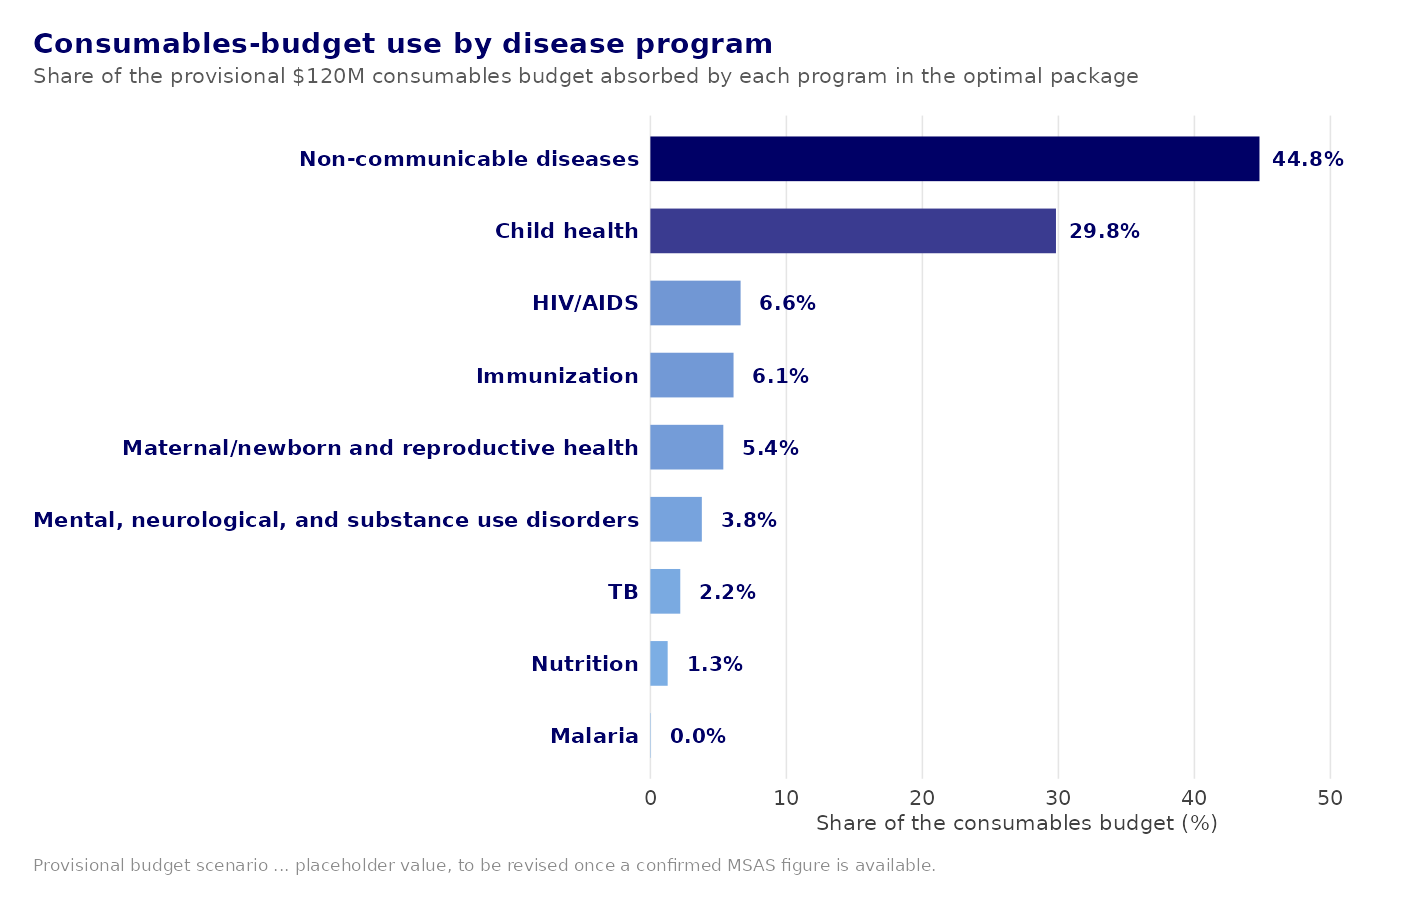 Consumables-budget use by disease program
Share of the provisional $120M consumables budget absorbed by each program in the optimal package
Non-communicable diseases 44.8%
Child health 29.8%
HIV/AIDS 6.6%
Immunization 6.1%
Maternal/newborn and reproductive health 5.4%
Mental, neurological, and substance use disorders 3.8%
TB 2.2%
Nutrition 1.3%
Malaria 0.0%
0 10 20 30 40 50
Share of the consumables budget (%)
Provisional budget scenario ... placeholder value, to be revised once a confirmed MSAS figure is available.